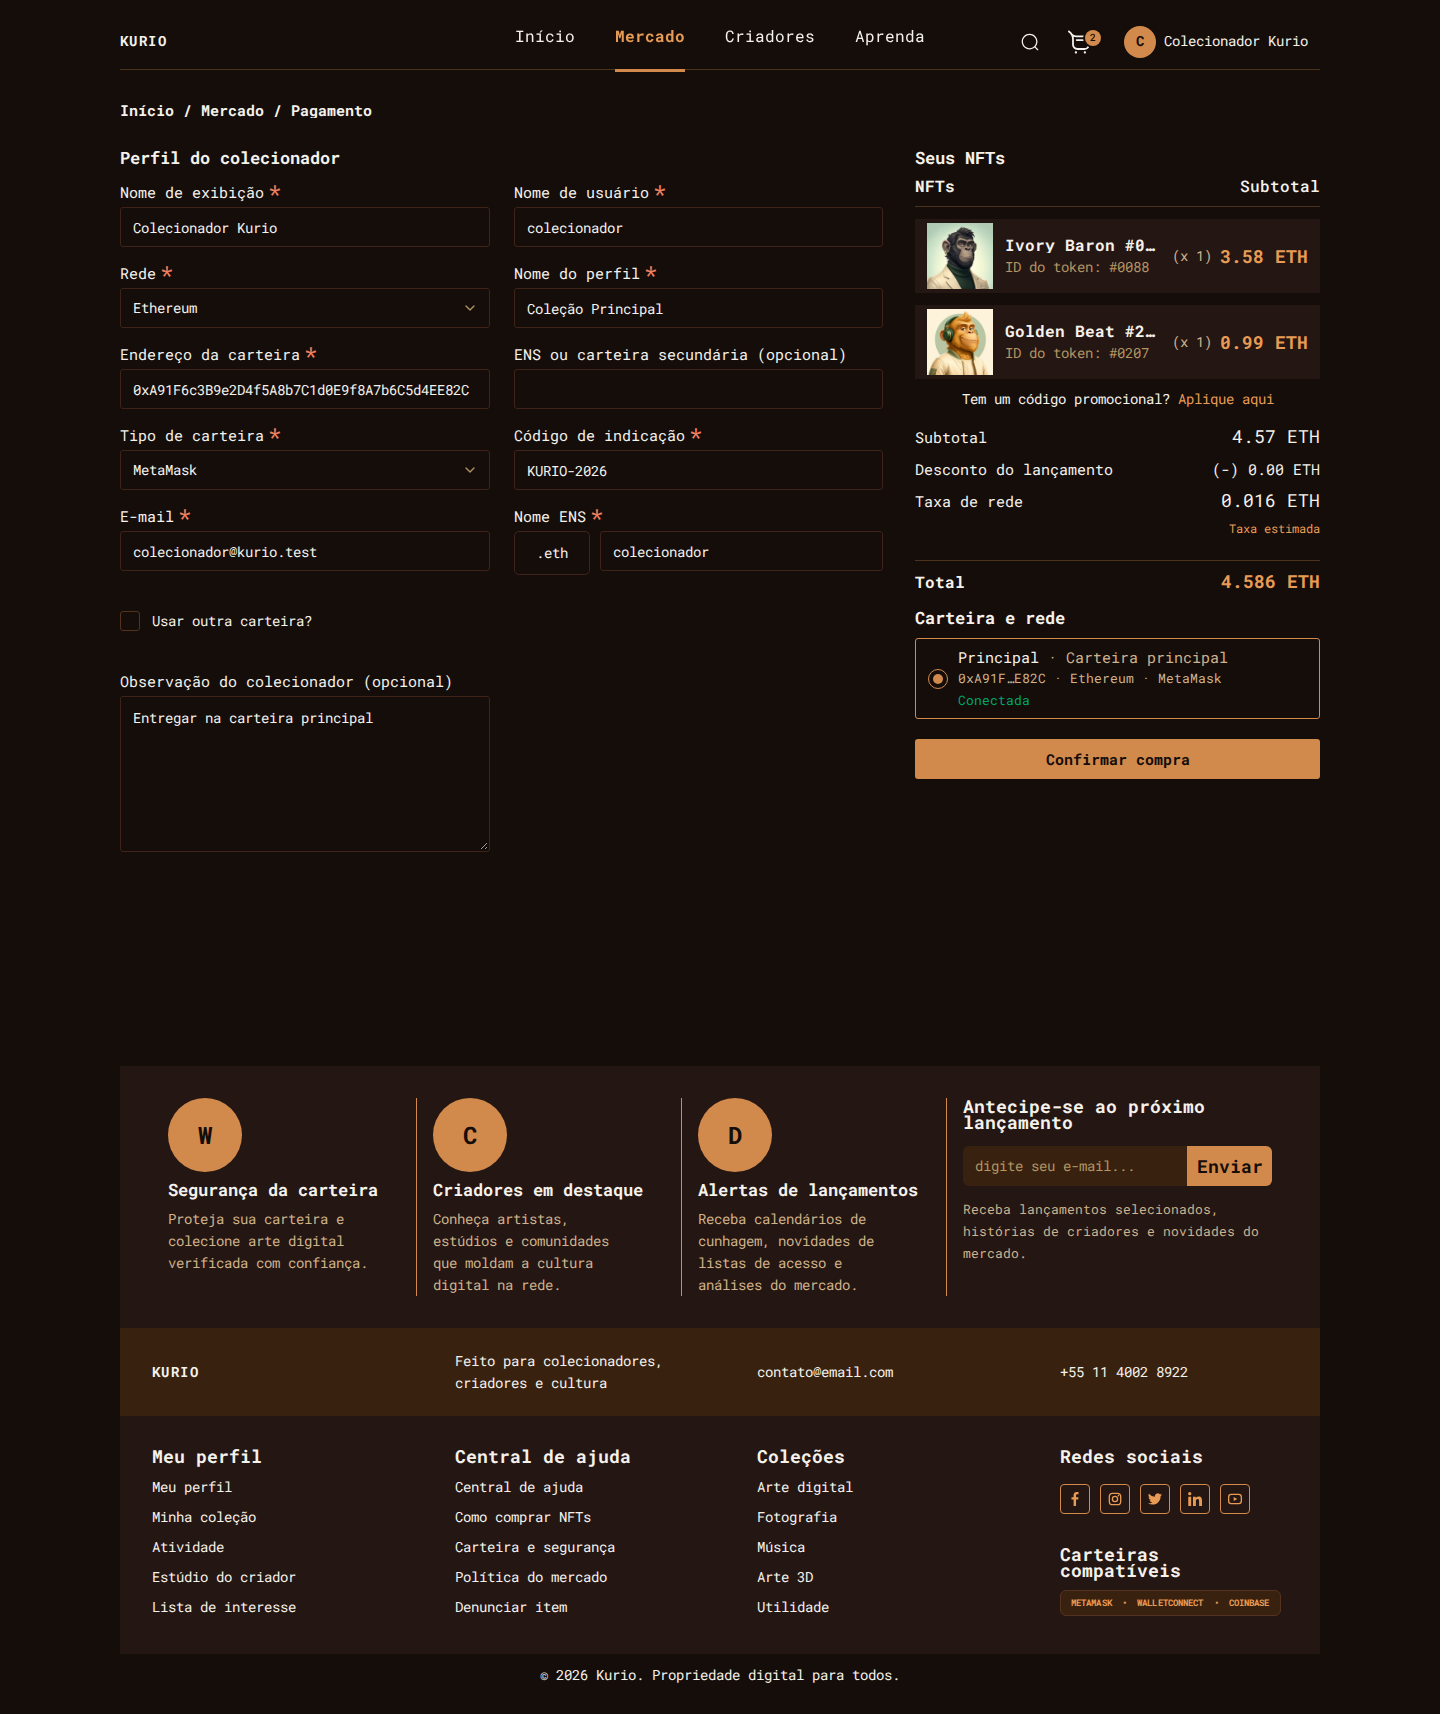 KURIO
Início Mercado Criadores Aprenda
2
C Colecionador Kurio
Início / Mercado / Pagamento
Perfil do colecionador
Nome de exibição *
Colecionador Kurio
Nome de usuário *
colecionador
Rede *
Ethereum
Nome do perfil *
Coleção Principal
Endereço da carteira *
0xA91F6c3B9e2D4f5A8b7C1d0E9f8A7b6C5d4EE82C
ENS ou carteira secundária (opcional)
Tipo de carteira *
MetaMask
Código de indicação *
KURIO-2026
E-mail *
colecionador@kurio.test
Nome ENS *
.eth colecionador
Usar outra carteira?
Observação do colecionador (opcional)
Entregar na carteira principal
Seus NFTs
NFTs Subtotal
Ivory Baron #0…
ID do token: #0088
(x 1) 3.58 ETH
Golden Beat #2…
ID do token: #0207
(x 1) 0.99 ETH
Tem um código promocional? Aplique aqui
Subtotal 4.57 ETH
Desconto do lançamento (-) 0.00 ETH
Taxa de rede 0.016 ETH
Taxa estimada
Total 4.586 ETH
Carteira e rede
Principal · Carteira principal
0xA91F…E82C · Ethereum · MetaMask
Conectada
Confirmar compra
W
Segurança da carteira
Proteja sua carteira e
colecione arte digital
verificada com confiança.
C
Criadores em destaque
Conheça artistas,
estúdios e comunidades
que moldam a cultura
digital na rede.
D
Alertas de lançamentos
Receba calendários de
cunhagem, novidades de
listas de acesso e
análises do mercado.
Antecipe-se ao próximo
lançamento
digite seu e-mail... Enviar
Receba lançamentos selecionados,
histórias de criadores e novidades do
mercado.
KURIO
Feito para colecionadores,
criadores e cultura
contato@email.com
+55 11 4002 8922
Meu perfil
Meu perfil
Minha coleção
Atividade
Estúdio do criador
Lista de interesse
Central de ajuda
Central de ajuda
Como comprar NFTs
Carteira e segurança
Política do mercado
Denunciar item
Coleções
Arte digital
Fotografia
Música
Arte 3D
Utilidade
Redes sociais
Carteiras
compatíveis
METAMASK · WALLETCONNECT · COINBASE
© 2026 Kurio. Propriedade digital para todos.